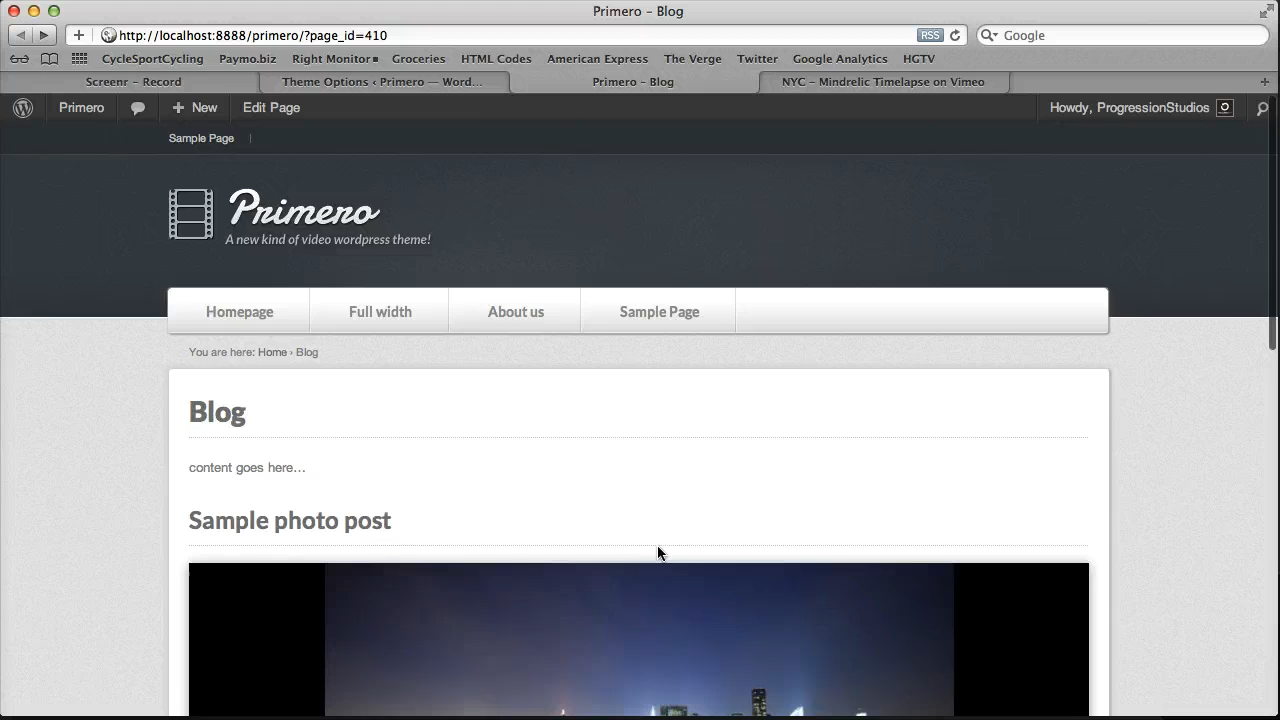 Primero – Blog
http://localhost:8888/primero/?page_id=410
RSS
Google
CycleSportCycling
Paymo.biz
Right Monitor
Groceries
HTML Codes
American Express
The Verge
Twitter
Google Analytics
HGTV
Screenr – Record
Theme Options ‹ Primero — Word...
Primero – Blog
NYC – Mindrelic Timelapse on Vimeo
Primero
+ New
Edit Page
Howdy, ProgressionStudios
Sample Page
Primero
A new kind of video wordpress theme!
Homepage
Full width
About us
Sample Page
You are here: Home › Blog
Blog
content goes here...
Sample photo post